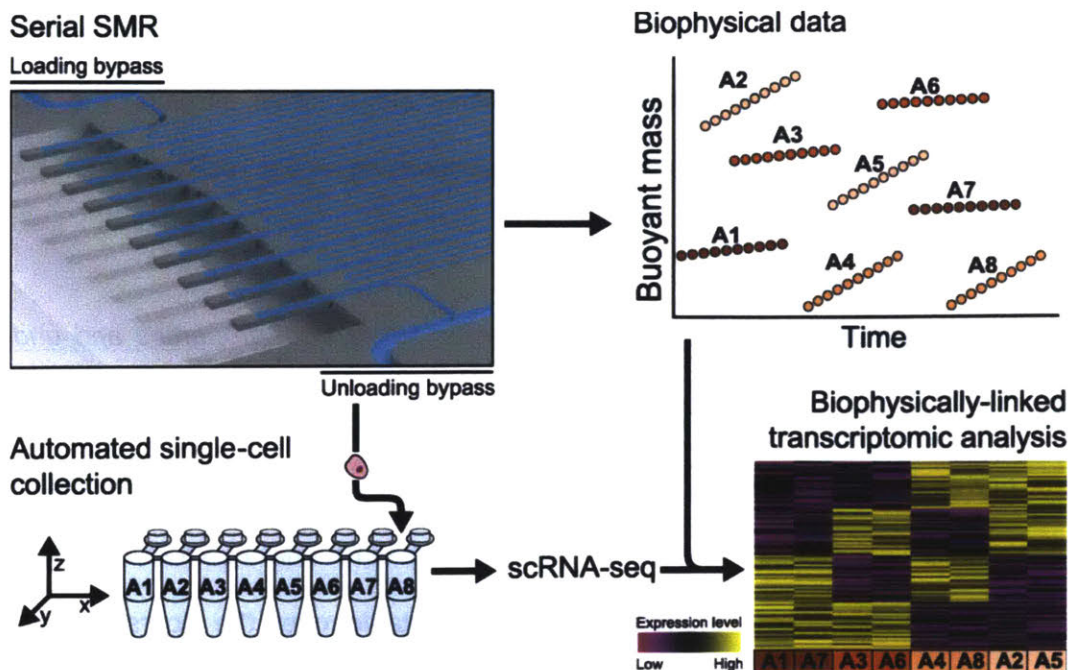 Serial SMR
Loading bypass
Unloading bypass
Biophysical data
Buoyant mass
A2
A6
A3
A5
A7
A1
A4
A8
Time
Automated single-cell
collection
z
y
x
A1 A2 A3 A4 A5 A6 A7 A8
scRNA-seq
Biophysically-linked
transcriptomic analysis
Expression level
Low High
A1 A7 A3 A6 A4 A8 A2 A5